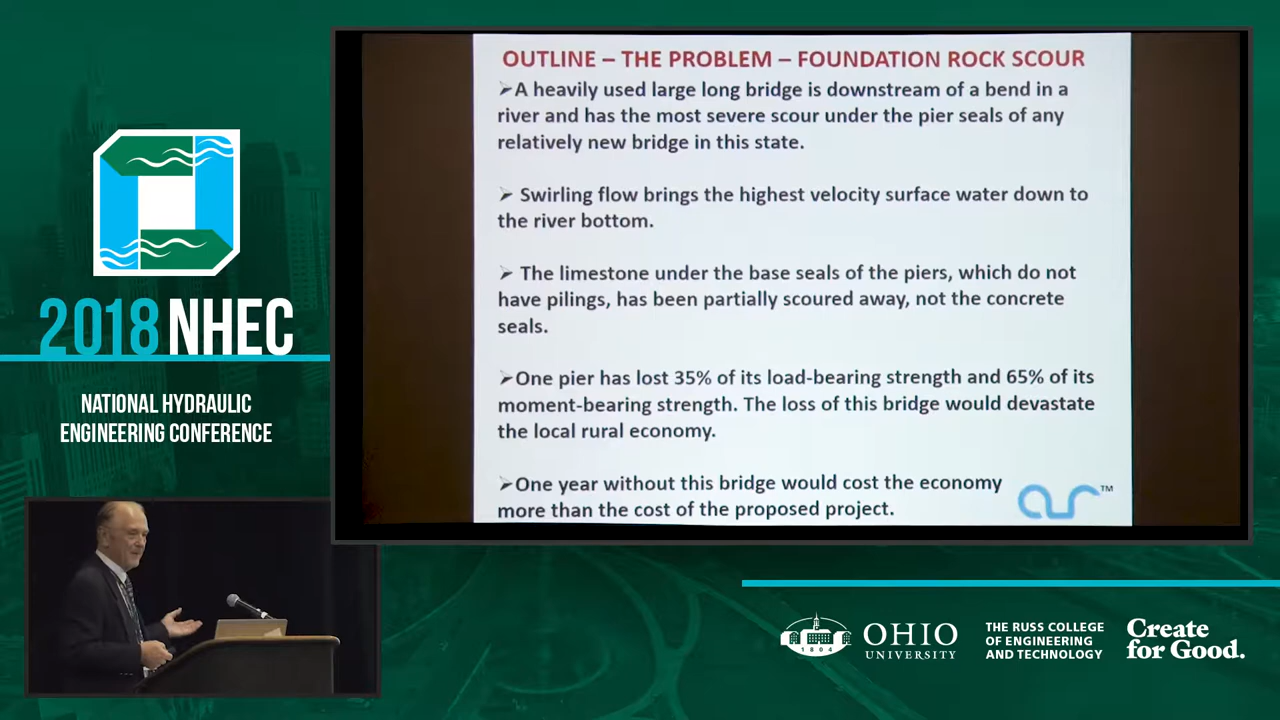 OUTLINE – THE PROBLEM – FOUNDATION ROCK SCOUR
➢A heavily used large long bridge is downstream of a bend in a
river and has the most severe scour under the pier seals of any
relatively new bridge in this state.
➢ Swirling flow brings the highest velocity surface water down to
the river bottom.
➢ The limestone under the base seals of the piers, which do not
have pilings, has been partially scoured away, not the concrete
seals.
➢One pier has lost 35% of its load-bearing strength and 65% of its
moment-bearing strength. The loss of this bridge would devastate
the local rural economy.
➢One year without this bridge would cost the economy
more than the cost of the proposed project.
aur™
2018 NHEC
NATIONAL HYDRAULIC
ENGINEERING CONFERENCE
1804
OHIO
UNIVERSITY
THE RUSS COLLEGE
OF ENGINEERING
AND TECHNOLOGY
Create
for Good.